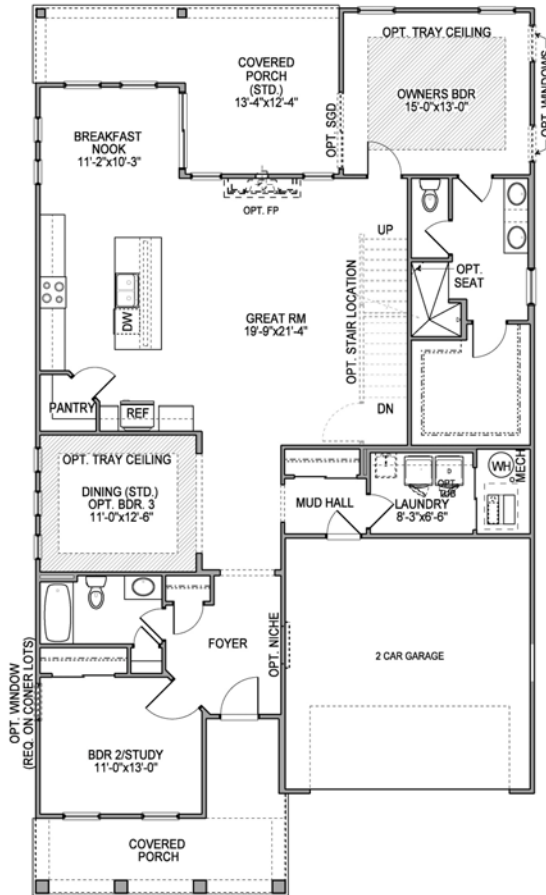 OPT. TRAY CEILING
COVERED
PORCH
(STD.)
13'-4"x12'-4"
OWNERS BDR
15'-0"x13'-0"
OPT. WINDOWS
OPT. SGD
BREAKFAST
NOOK
11'-2"x10'-3"
OPT. FP
UP
OPT.
SEAT
DW
GREAT RM
19'-9"x21'-4"
OPT. STAIR LOCATION
PANTRY
REF
DN
OPT. TRAY CEILING
DINING (STD.)
OPT. BDR. 3
11'-0"x12'-6"
MUD HALL
OPT.
TUB
LAUNDRY
8'-3"x6'-6"
WH
MECH
FOYER
OPT. NICHE
2 CAR GARAGE
OPT. WINDOW
(REQ. ON CONER LOTS)
BDR 2/STUDY
11'-0"x13'-0"
COVERED
PORCH